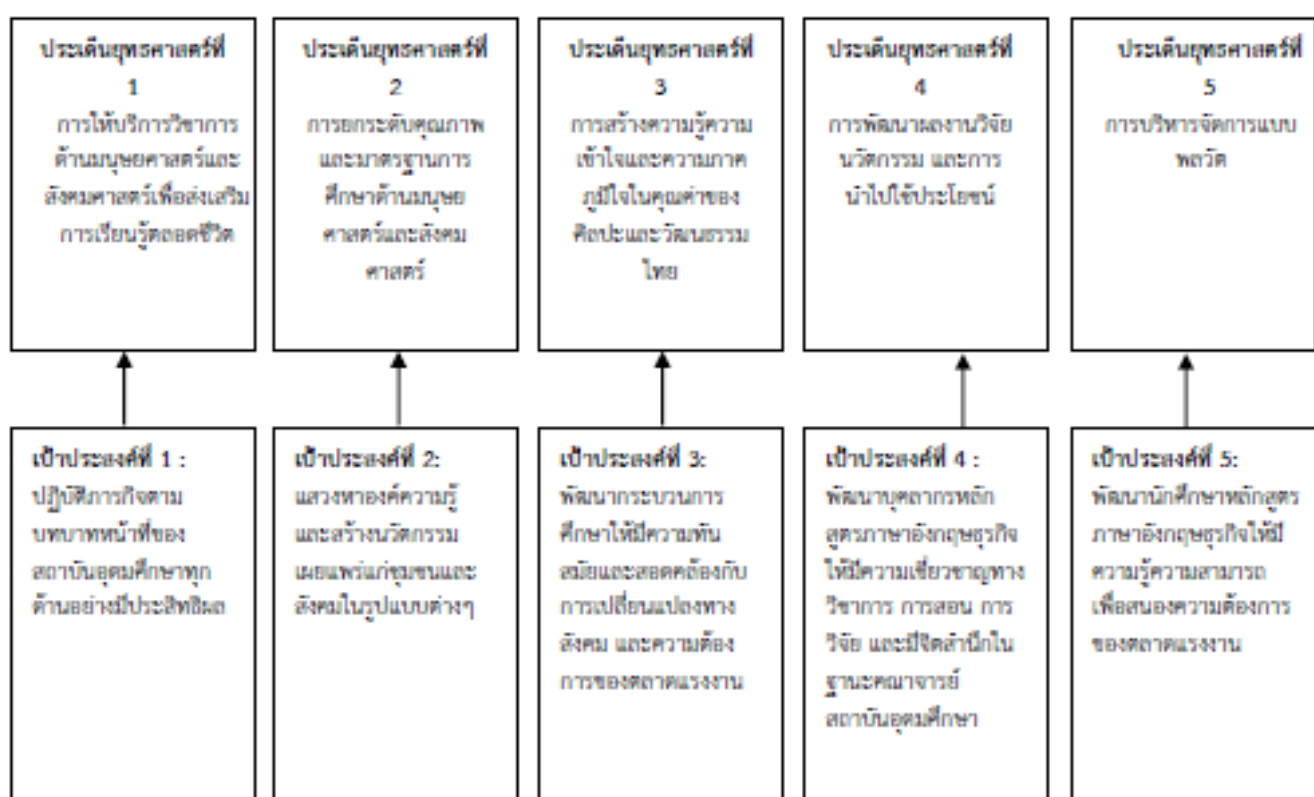 ประเด็นยุทธศาสตร์ที่
1
การให้บริการวิชาการ
ด้านมนุษยศาสตร์และ
สังคมศาสตร์เพื่อส่งเสริม
การเรียนรู้ตลอดชีวิต
ประเด็นยุทธศาสตร์ที่
2
การยกระดับคุณภาพ
และมาตรฐานการ
ศึกษาด้านมนุษย
ศาสตร์และสังคม
ศาสตร์
ประเด็นยุทธศาสตร์ที่
3
การสร้างความรู้ความ
เข้าใจและความภาค
ภูมิใจในคุณค่าของ
ศิลปะและวัฒนธรรม
ไทย
ประเด็นยุทธศาสตร์ที่
4
การพัฒนาผลงานวิจัย
นวัตกรรม และการ
นำไปใช้ประโยชน์
ประเด็นยุทธศาสตร์ที่
5
การบริหารจัดการแบบ
พลวัต
เป้าประสงค์ที่ 1 :
ปฏิบัติภารกิจตาม
บทบาทหน้าที่ของ
สถาบันอุดมศึกษาทุก
ด้านอย่างมีประสิทธิผล
เป้าประสงค์ที่ 2:
แสวงหาองค์ความรู้
และสร้างนวัตกรรม
เผยแพร่แก่ชุมชนและ
สังคมในรูปแบบต่างๆ
เป้าประสงค์ที่ 3:
พัฒนากระบวนการ
ศึกษาให้มีความทัน
สมัยและสอดคล้องกับ
การเปลี่ยนแปลงทาง
สังคม และความต้อง
การของตลาดแรงงาน
เป้าประสงค์ที่ 4 :
พัฒนาบุคลากรหลัก
สูตรภาษาอังกฤษธุรกิจ
ให้มีความเชี่ยวชาญทาง
วิชาการ การสอน การ
วิจัย และมีจิตสำนึกใน
ฐานะคณาจารย์
สถาบันอุดมศึกษา
เป้าประสงค์ที่ 5:
พัฒนานักศึกษาหลักสูตร
ภาษาอังกฤษธุรกิจให้มี
ความรู้ความสามารถ
เพื่อสนองความต้องการ
ของตลาดแรงงาน